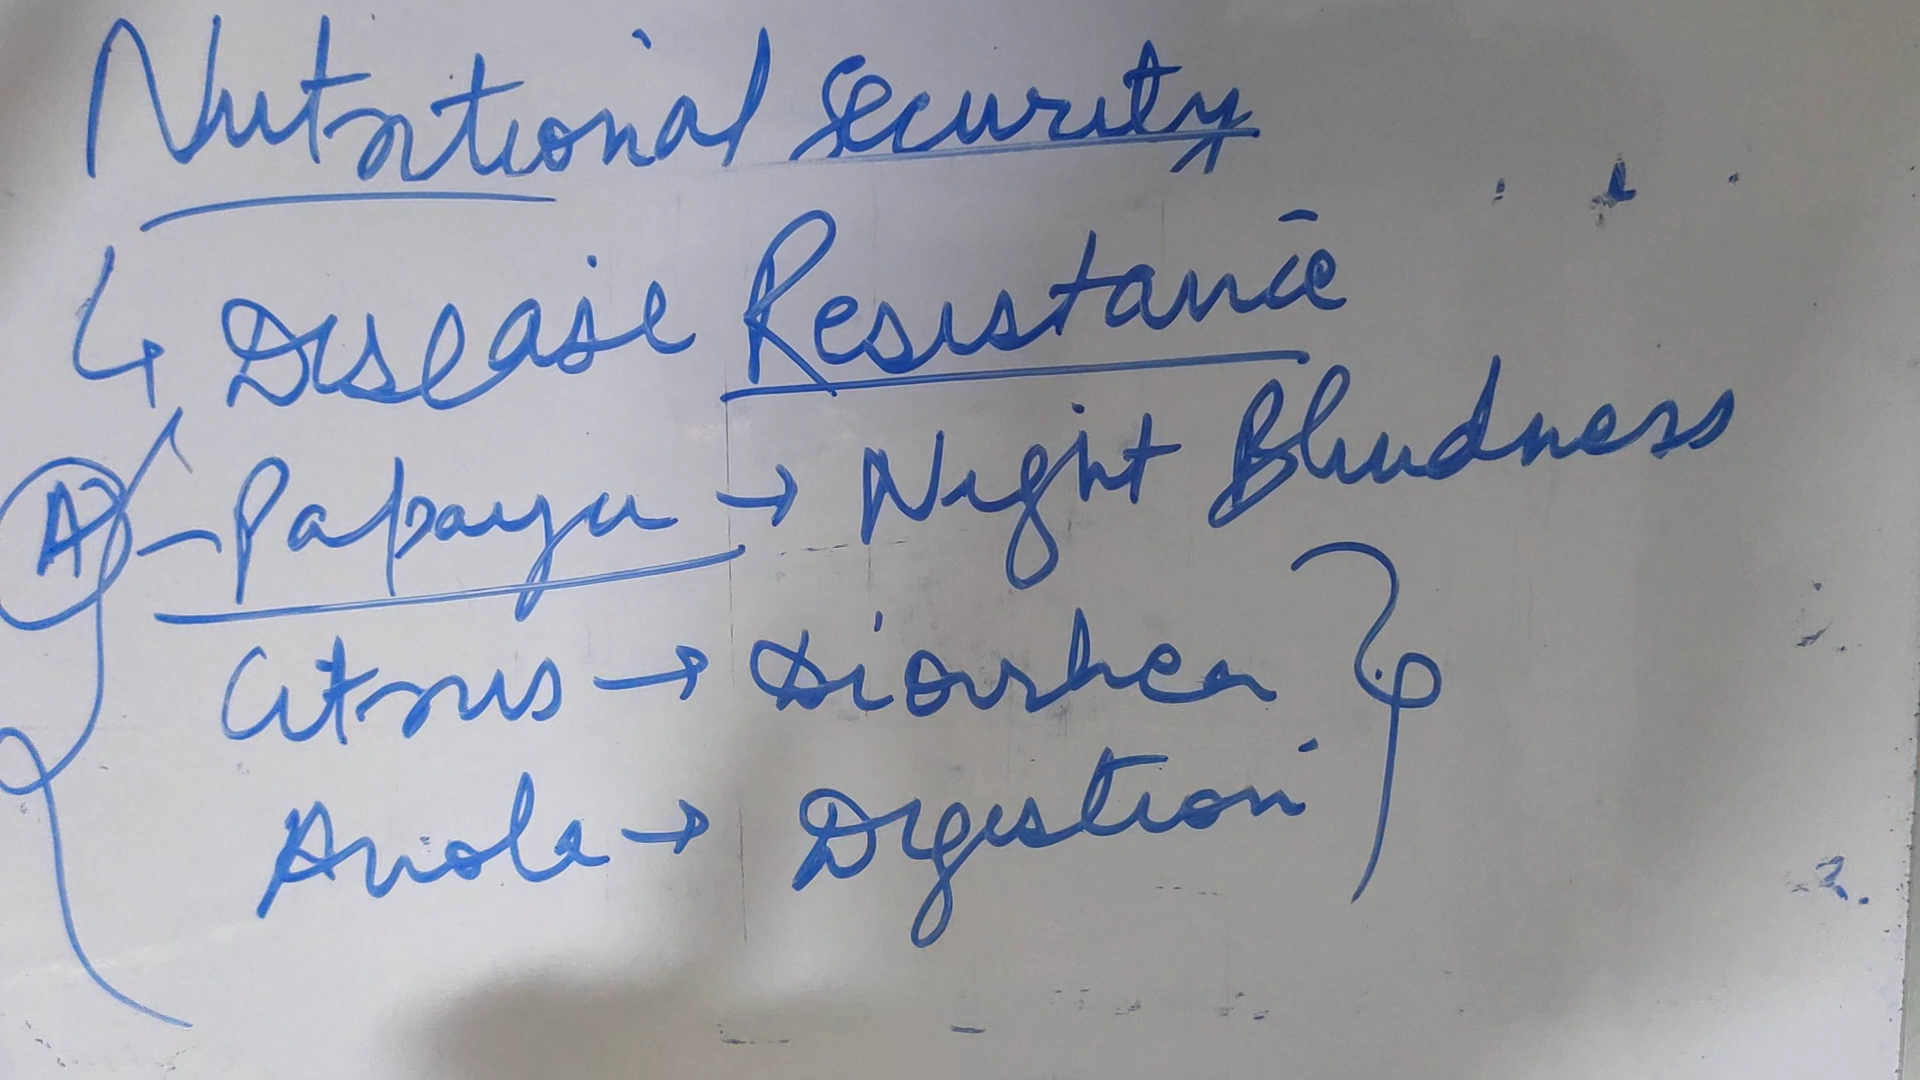 Nutritional Security
↳ Disease Resistance
A - Papaya → Night Blindness
Citrus → Diorrhea
Anola → Digestion